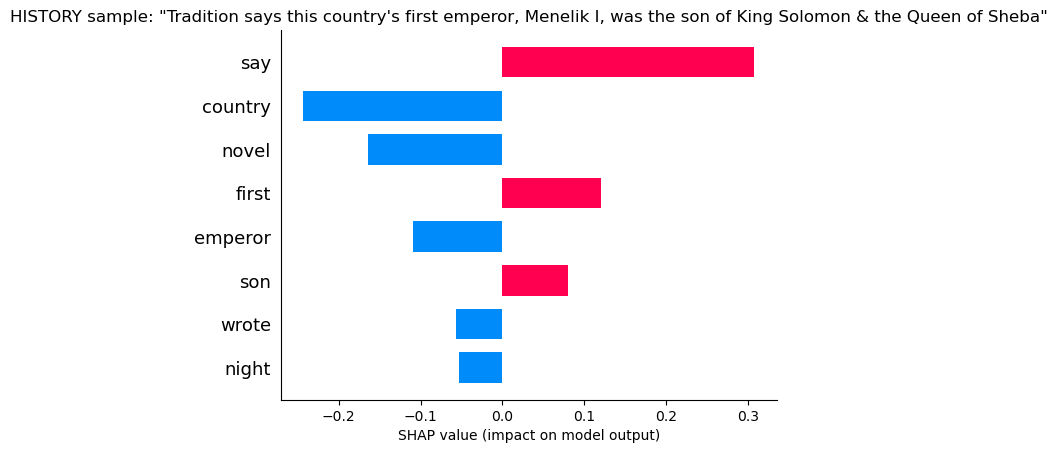 HISTORY sample: "Tradition says this country's first emperor, Menelik I, was the son of King Solomon & the Queen of Sheba"
say
country
novel
first
emperor
son
wrote
night
−0.2 −0.1 0.0 0.1 0.2 0.3
SHAP value (impact on model output)